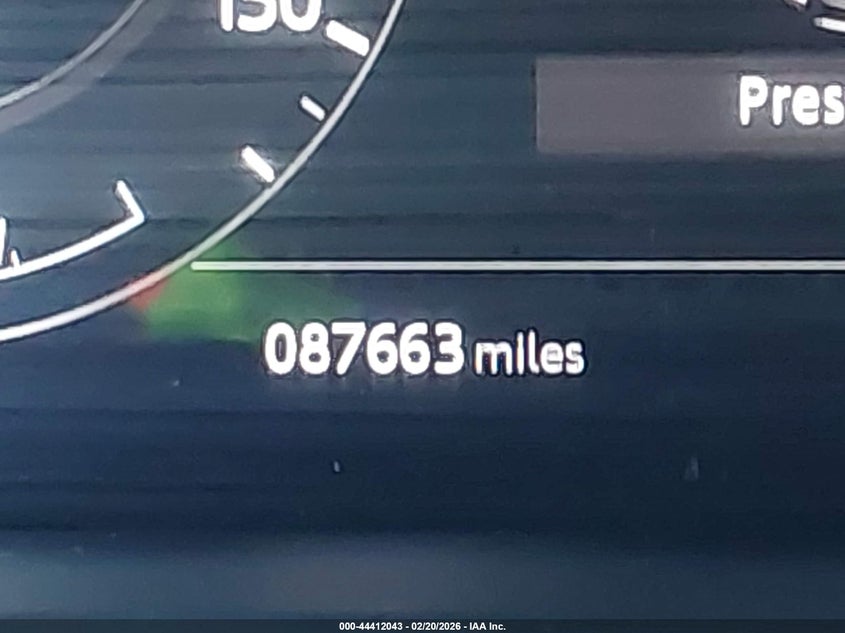 150
Pres
087663 miles
000-44412043 - 02/20/2026 - IAA Inc.